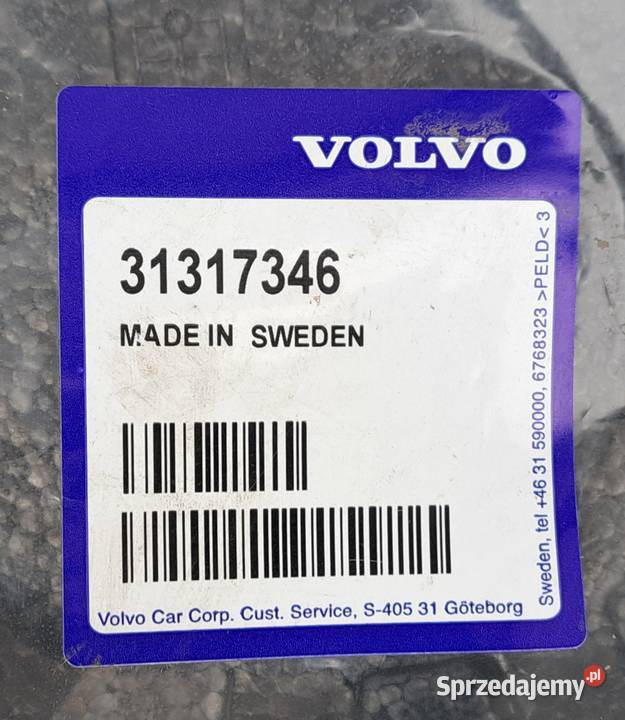 VOLVO
31317346
MADE IN SWEDEN
Volvo Car Corp. Cust. Service, S-405 31 Göteborg
Sweden, tel +46 31 590000, 6768323 >PELD< 3
Sprzedajemy.pl